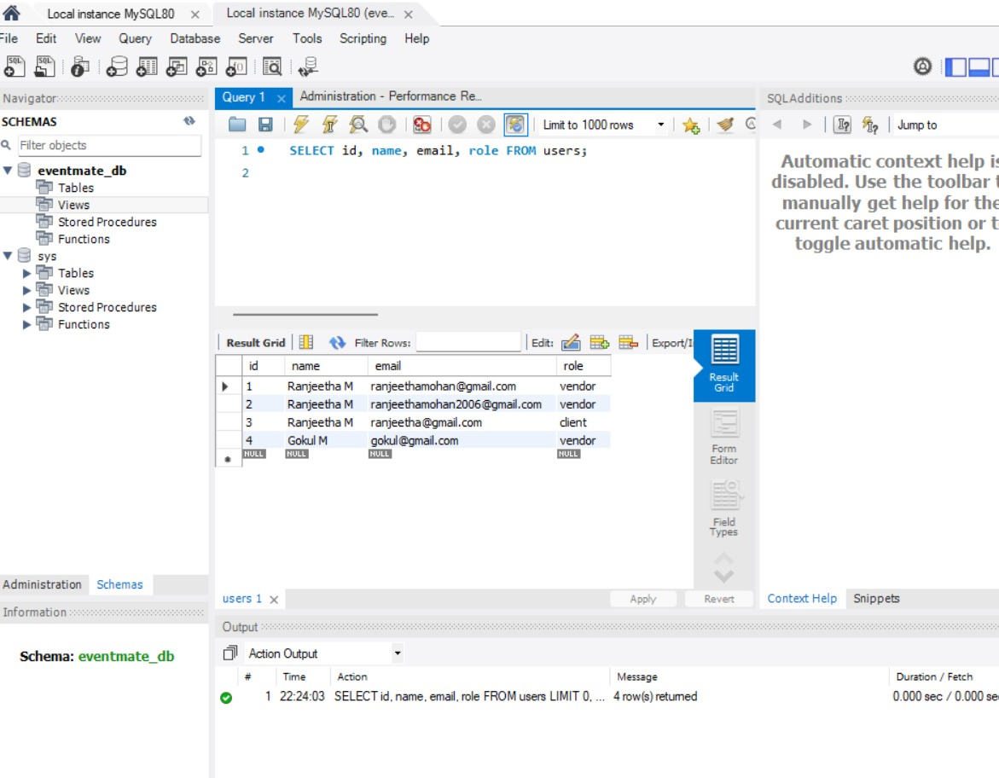 Local instance MySQL80 × Local instance MySQL80 (eve... ×
File Edit View Query Database Server Tools Scripting Help
Navigator
SCHEMAS
Filter objects
eventmate_db
Tables
Views
Stored Procedures
Functions
sys
Tables
Views
Stored Procedures
Functions
Administration Schemas
Information
Schema: eventmate_db
Query 1 × Administration - Performance Re...
Limit to 1000 rows
1 SELECT id, name, email, role FROM users;
2
Result Grid Filter Rows: Edit: Export/I
id name email role
1 Ranjeetha M ranjeethamohan@gmail.com vendor
2 Ranjeetha M ranjeethamohan2006@gmail.com vendor
3 Ranjeetha M ranjeetha@gmail.com client
4 Gokul M gokul@gmail.com vendor
NULL NULL NULL NULL
Result
Grid
Form
Editor
Field
Types
users 1 × Apply Revert
SQLAdditions
Jump to
Automatic context help is
disabled. Use the toolbar t
manually get help for the
current caret position or t
toggle automatic help.
Context Help Snippets
Output
Action Output
# Time Action Message Duration / Fetch
1 22:24:03 SELECT id, name, email, role FROM users LIMIT 0, ... 4 row(s) returned 0.000 sec / 0.000 se